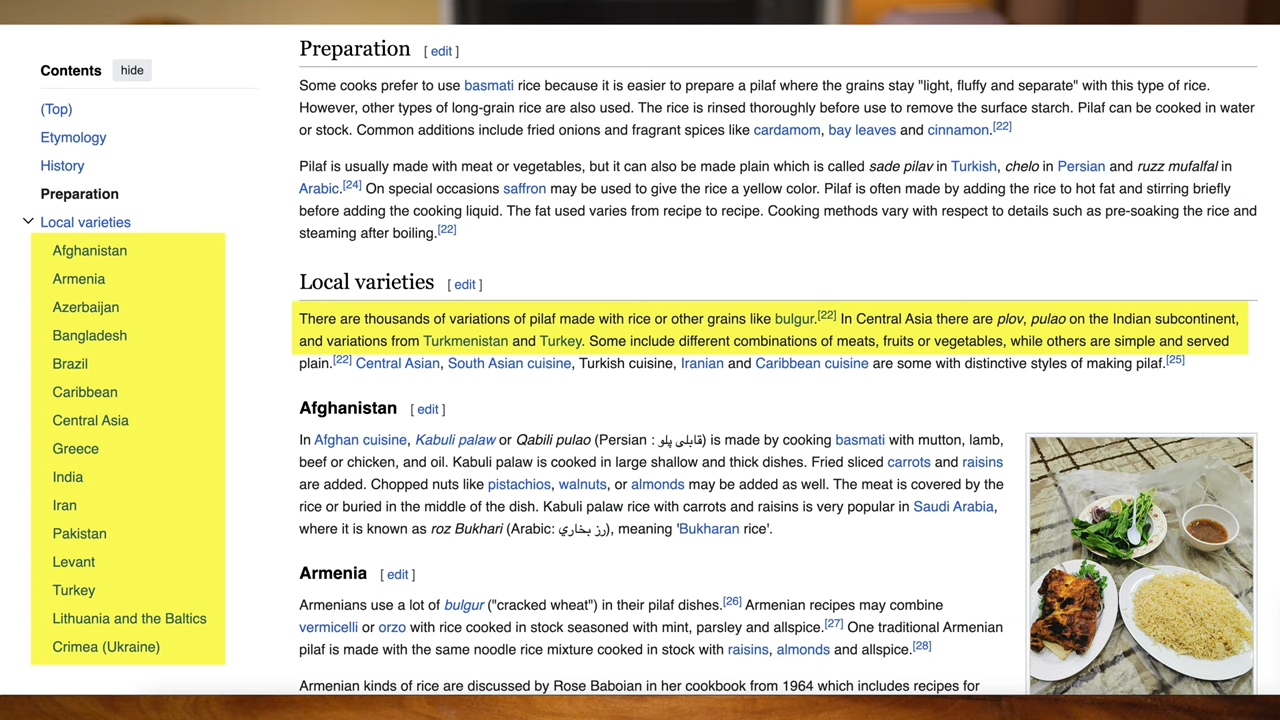 Contents hide
(Top)
Etymology
History
Preparation
Local varieties
Afghanistan
Armenia
Azerbaijan
Bangladesh
Brazil
Caribbean
Central Asia
Greece
India
Iran
Pakistan
Levant
Turkey
Lithuania and the Baltics
Crimea (Ukraine)
Preparation [ edit ]
Some cooks prefer to use basmati rice because it is easier to prepare a pilaf where the grains stay "light, fluffy and separate" with this type of rice.
However, other types of long-grain rice are also used. The rice is rinsed thoroughly before use to remove the surface starch. Pilaf can be cooked in water
or stock. Common additions include fried onions and fragrant spices like cardamom, bay leaves and cinnamon.[22]
Pilaf is usually made with meat or vegetables, but it can also be made plain which is called sade pilav in Turkish, chelo in Persian and ruzz mufalfal in
Arabic.[24] On special occasions saffron may be used to give the rice a yellow color. Pilaf is often made by adding the rice to hot fat and stirring briefly
before adding the cooking liquid. The fat used varies from recipe to recipe. Cooking methods vary with respect to details such as pre-soaking the rice and
steaming after boiling.[22]
Local varieties [ edit ]
There are thousands of variations of pilaf made with rice or other grains like bulgur.[22] In Central Asia there are plov, pulao on the Indian subcontinent,
and variations from Turkmenistan and Turkey. Some include different combinations of meats, fruits or vegetables, while others are simple and served
plain.[22] Central Asian, South Asian cuisine, Turkish cuisine, Iranian and Caribbean cuisine are some with distinctive styles of making pilaf.[25]
Afghanistan [ edit ]
In Afghan cuisine, Kabuli palaw or Qabili pulao (Persian : قابلی پلو) is made by cooking basmati with mutton, lamb,
beef or chicken, and oil. Kabuli palaw is cooked in large shallow and thick dishes. Fried sliced carrots and raisins
are added. Chopped nuts like pistachios, walnuts, or almonds may be added as well. The meat is covered by the
rice or buried in the middle of the dish. Kabuli palaw rice with carrots and raisins is very popular in Saudi Arabia,
where it is known as roz Bukhari (Arabic: رز بخاري), meaning 'Bukharan rice'.
Armenia [ edit ]
Armenians use a lot of bulgur ("cracked wheat") in their pilaf dishes.[26] Armenian recipes may combine
vermicelli or orzo with rice cooked in stock seasoned with mint, parsley and allspice.[27] One traditional Armenian
pilaf is made with the same noodle rice mixture cooked in stock with raisins, almonds and allspice.[28]
Armenian kinds of rice are discussed by Rose Baboian in her cookbook from 1964 which includes recipes for